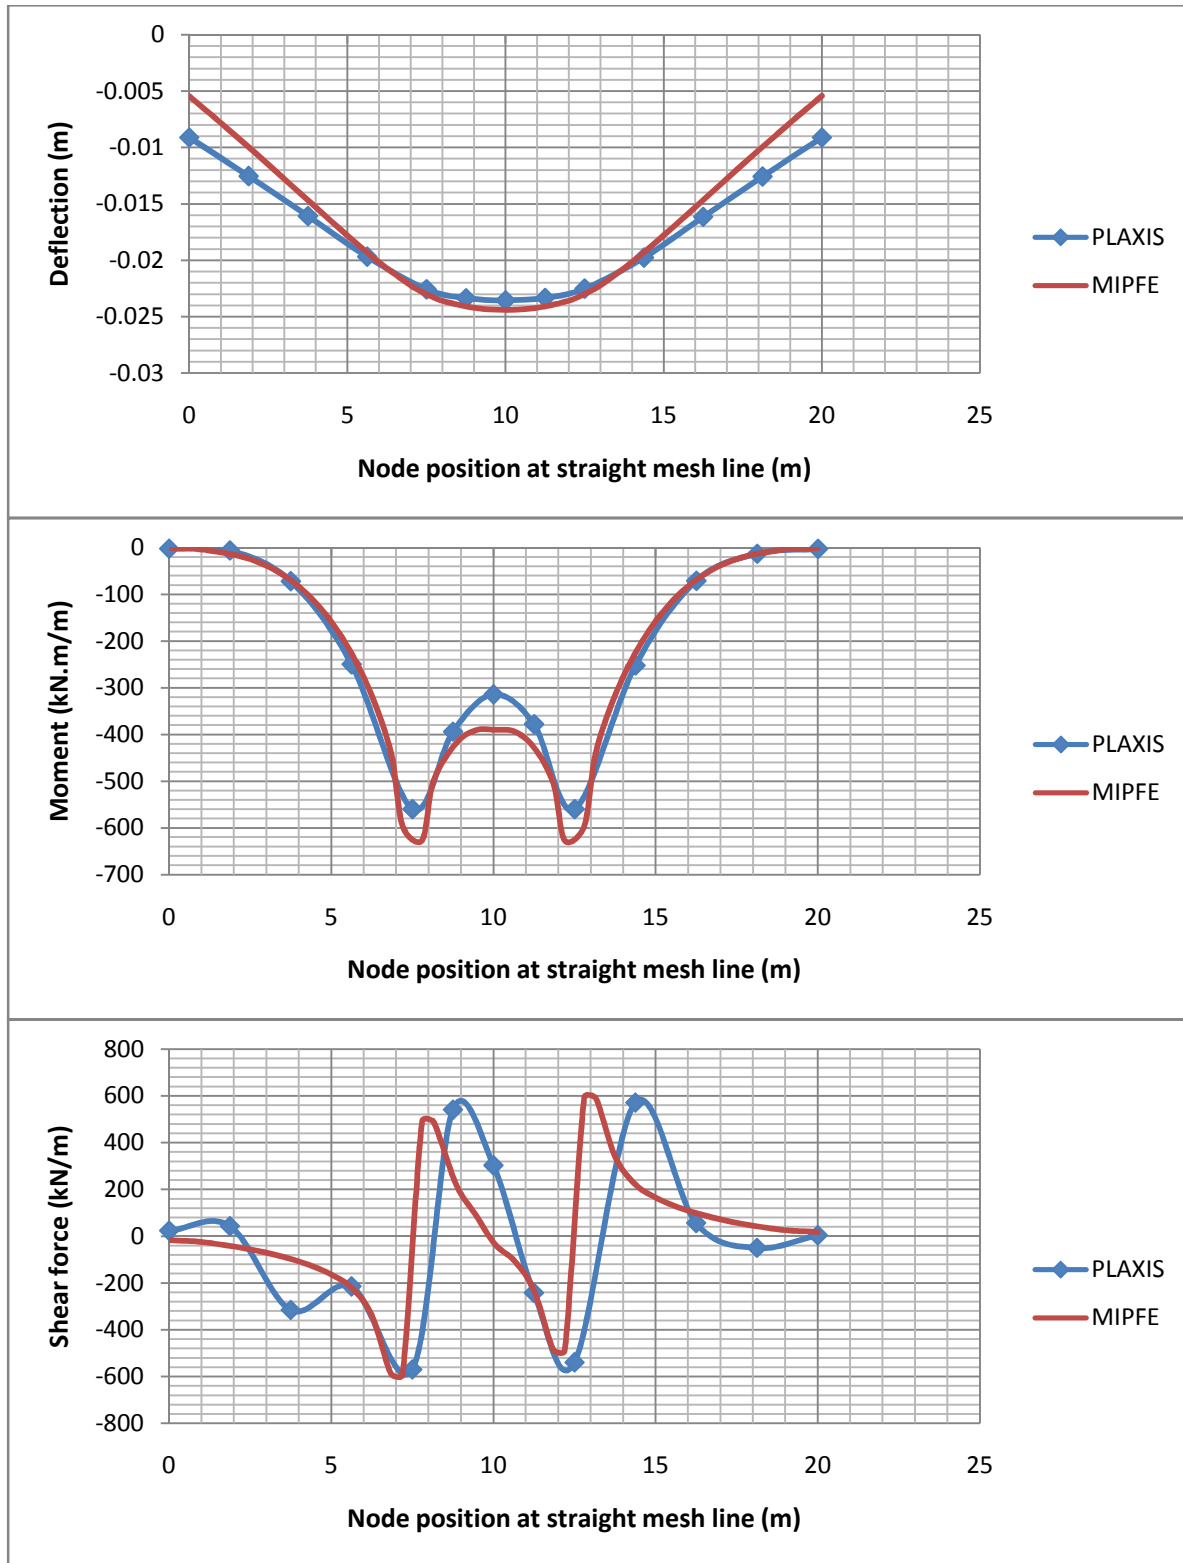 0
-0.005
-0.01
-0.015
-0.02
-0.025
-0.03
Deflection (m)
0 5 10 15 20 25
Node position at straight mesh line (m)
PLAXIS
MIPFE
0
-100
-200
-300
-400
-500
-600
-700
Moment (kN.m/m)
0 5 10 15 20 25
Node position at straight mesh line (m)
PLAXIS
MIPFE
800
600
400
200
0
-200
-400
-600
-800
Shear force (kN/m)
0 5 10 15 20 25
Node position at straight mesh line (m)
PLAXIS
MIPFE